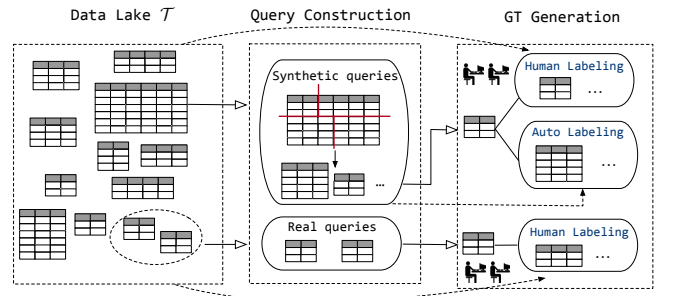 Data Lake 𝒯
Query Construction
GT Generation
Synthetic queries
...
Real queries
Human Labeling
...
Auto Labeling
...
Human Labeling
...